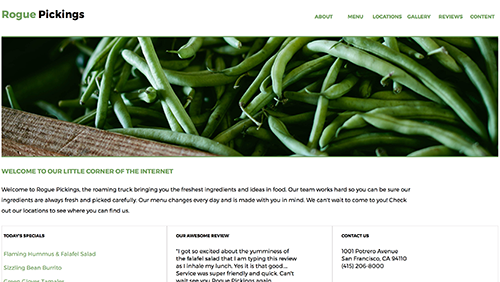 Rogue Pickings
ABOUT MENU LOCATIONS GALLERY REVIEWS CONTENT
WELCOME TO OUR LITTLE CORNER OF THE INTERNET
Welcome to Rogue Pickings, the roaming truck bringing you the freshest ingredients and ideas in food. Our team works hard so you can be sure our
ingredients are always fresh and picked carefully. Our menu changes every day and is made with you in mind. We can't wait to come to you! Check
out our locations to see where you can find us.
TODAY'S SPECIALS
Flaming Hummus & Falafel Salad
Sizzling Bean Burrito
Green Ginge Tamales
OUR AWESOME REVIEW
"I got so excited about the yumminess of
the falafel salad that I am typing this review
as I inhale my lunch. Yes it is that good ...
Service was super friendly and quick. Can't
wait see you Rogue Pickings again
CONTACT US
1001 Potrero Avenue
San Francisco, CA 94110
(415) 206-8000